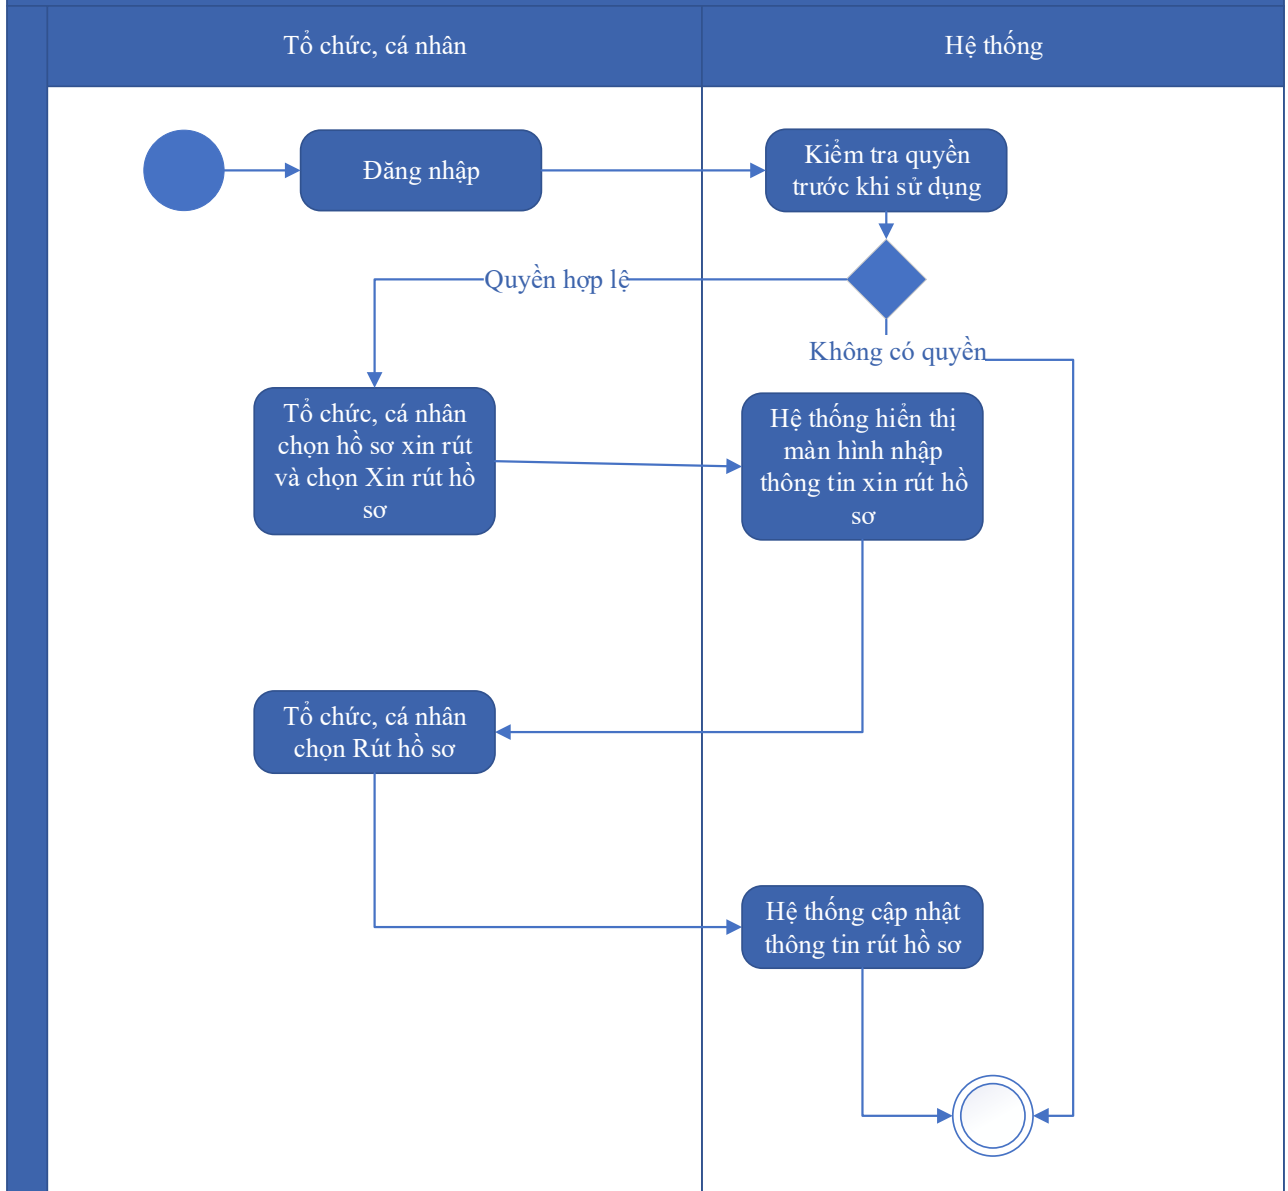 Tổ chức, cá nhân
Hệ thống
Đăng nhập
Kiểm tra quyền
trước khi sử dụng
Quyền hợp lệ
Không có quyền
Tổ chức, cá nhân
chọn hồ sơ xin rút
và chọn Xin rút hồ
sơ
Hệ thống hiển thị
màn hình nhập
thông tin xin rút hồ
sơ
Tổ chức, cá nhân
chọn Rút hồ sơ
Hệ thống cập nhật
thông tin rút hồ sơ